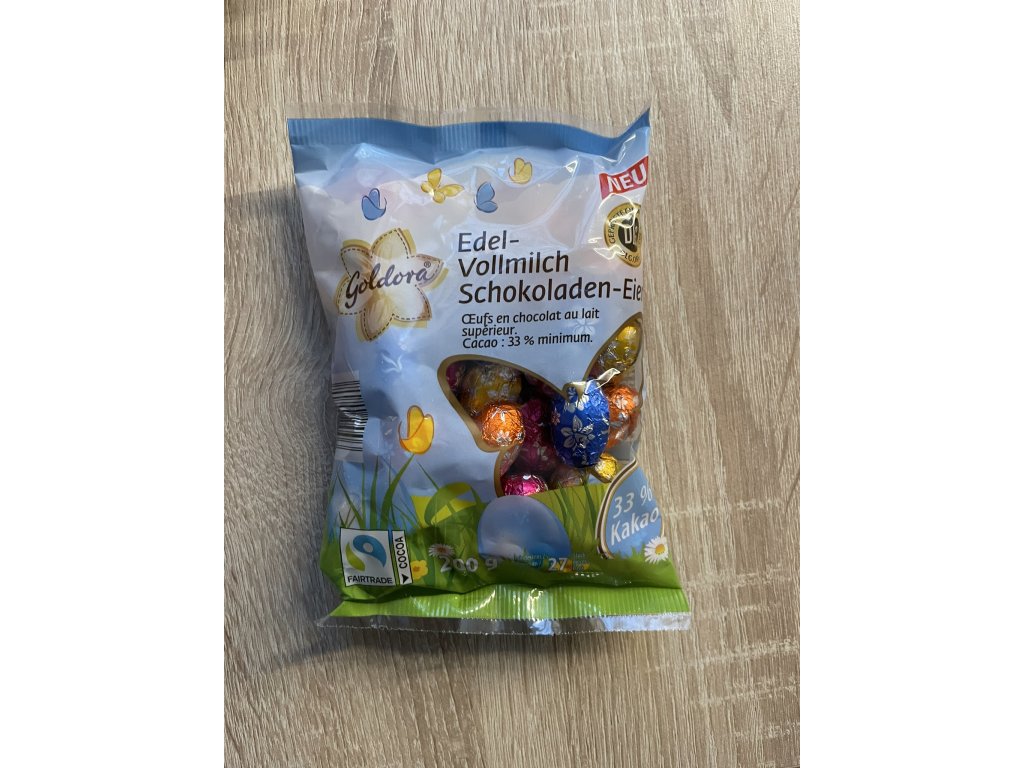 NEU
Edel-
Vollmilch
Schokoladen-Eier
Goldora®
Œufs en chocolat au lait
supérieur.
Cacao : 33 % minimum.
33 %
Kakao
FAIRTRADE
COCOA
200 g
27